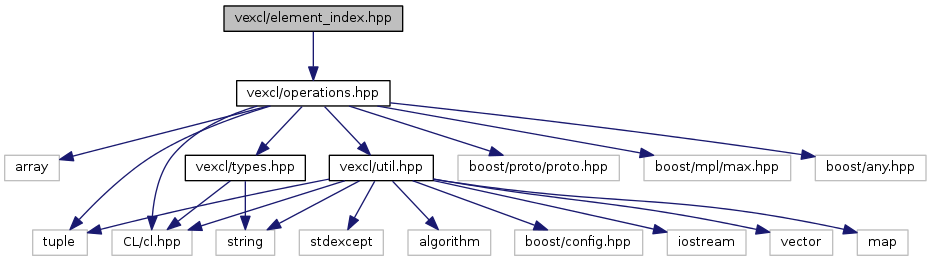 vexcl/element_index.hpp
vexcl/operations.hpp
array
vexcl/types.hpp
vexcl/util.hpp
boost/proto/proto.hpp
boost/mpl/max.hpp
boost/any.hpp
tuple
CL/cl.hpp
string
stdexcept
algorithm
boost/config.hpp
iostream
vector
map